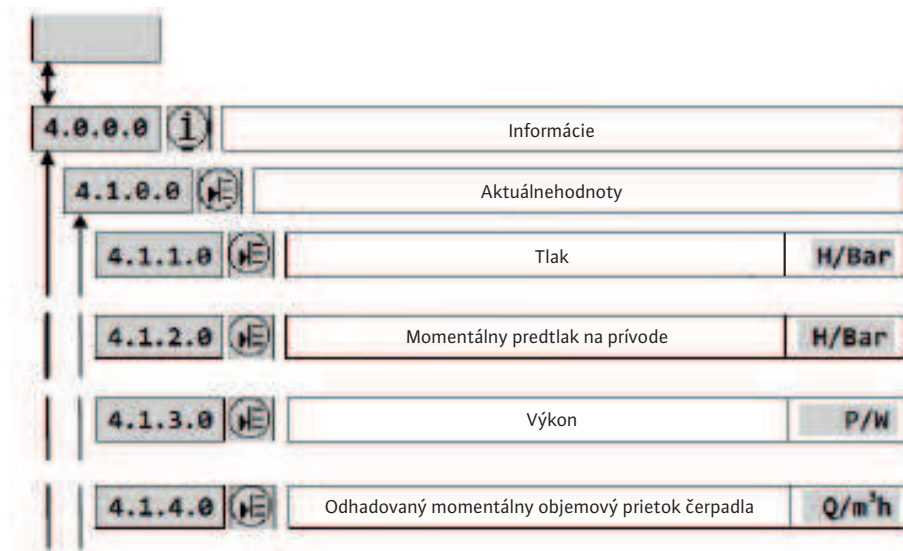 4.0.0.0 i Informácie
4.1.0.0 Aktuálnehodnoty
4.1.1.0 Tlak H/Bar
4.1.2.0 Momentálny predtlak na prívode H/Bar
4.1.3.0 Výkon P/W
4.1.4.0 Odhadovaný momentálny objemový prietok čerpadla Q/m³h